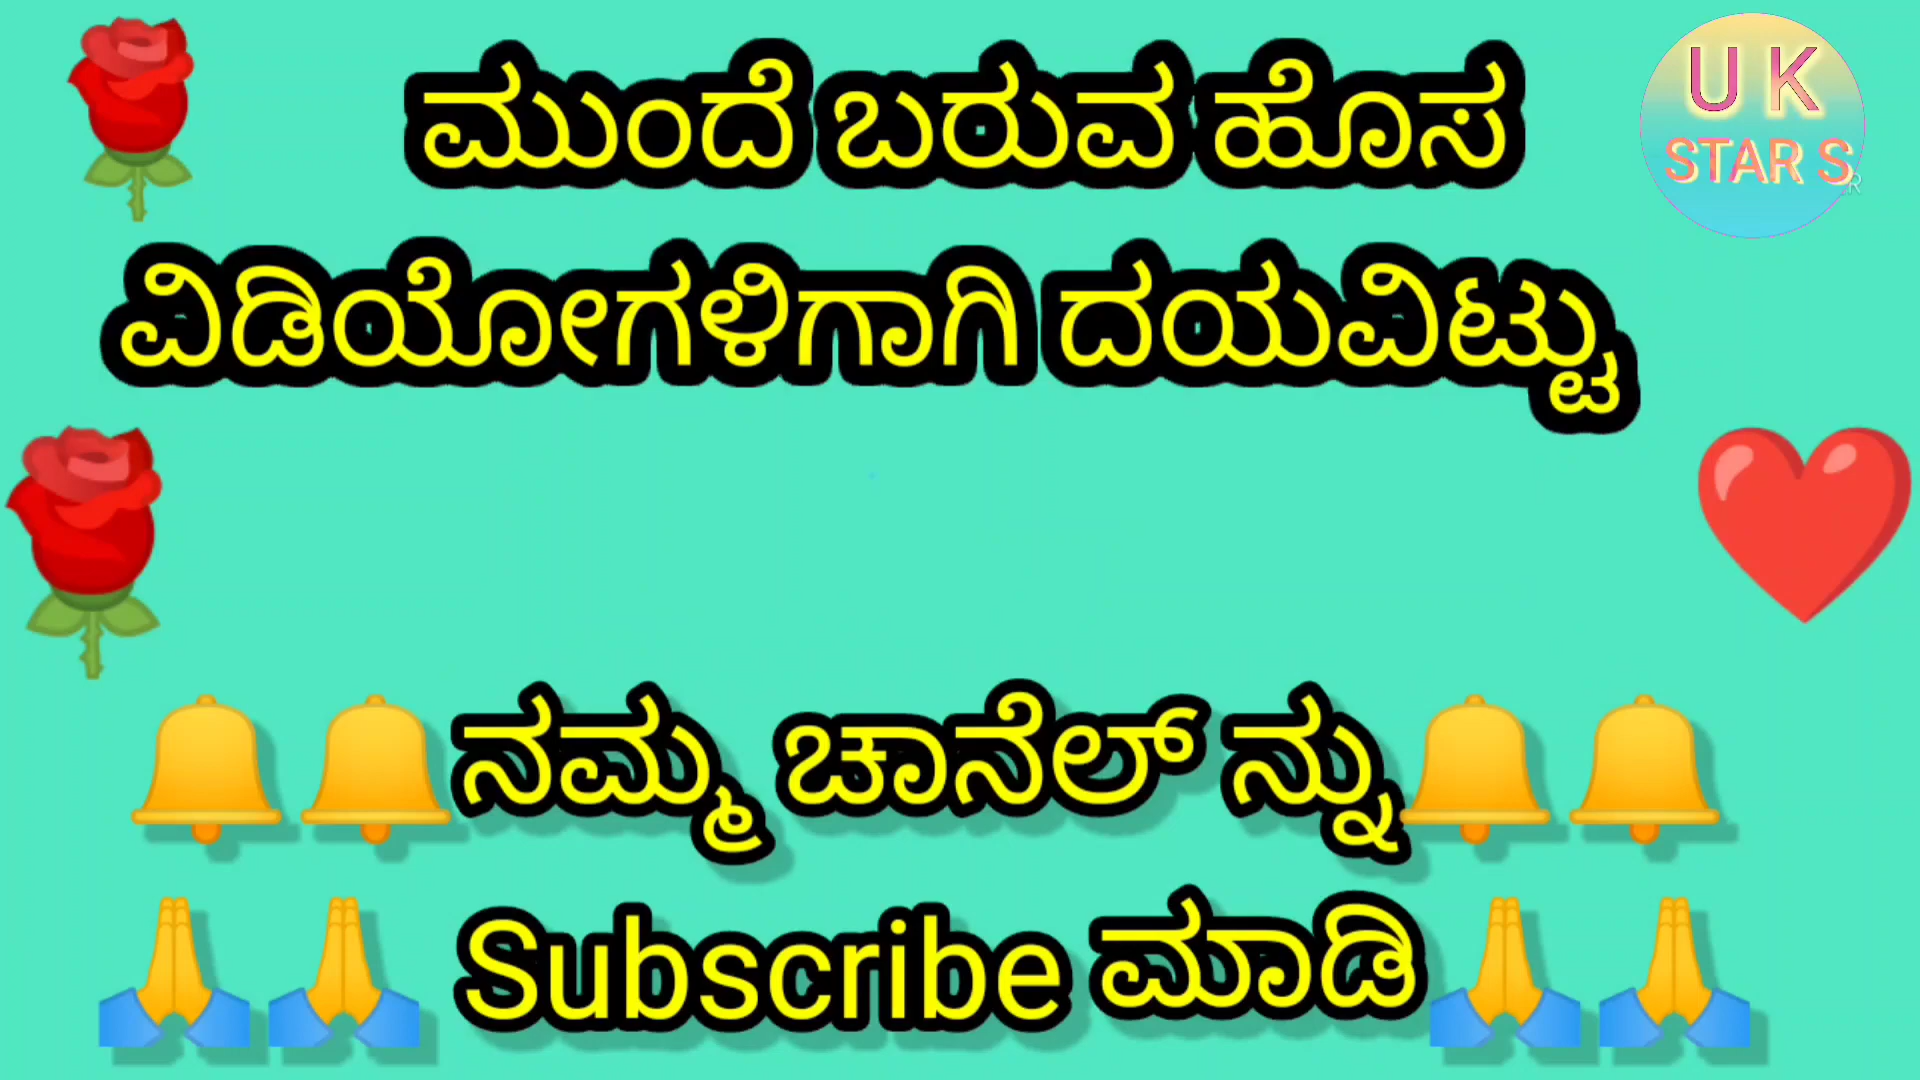 ಮುಂದೆ ಬರುವ ಹೊಸ
U K
STAR S
ವಿಡಿಯೋಗಳಿಗಾಗಿ ದಯವಿಟ್ಟು
ನಮ್ಮ ಚಾನೆಲ್ ನ್ನು
Subscribe ಮಾಡಿ